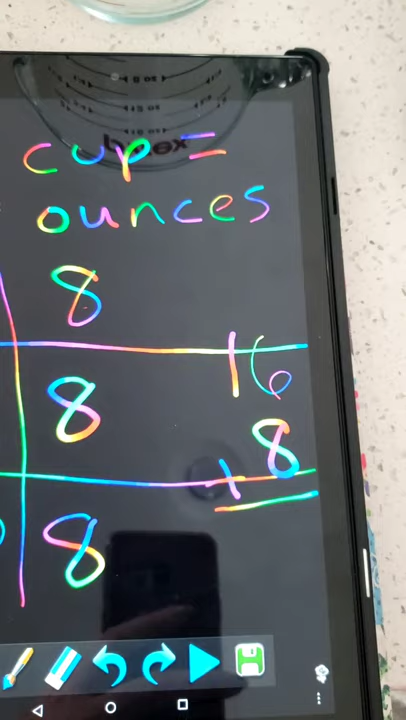 cup =
ounces
8
16
8
+ 8
8